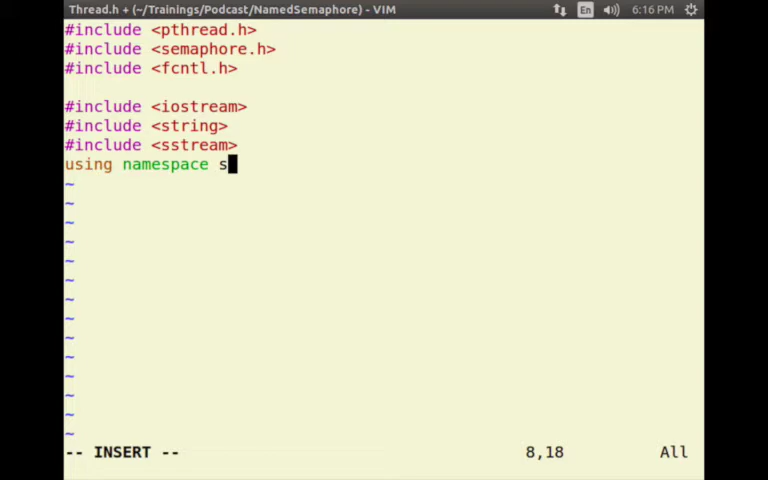 Thread.h + (~/Trainings/Podcast/NamedSemaphore) - VIM
En
6:16 PM
#include <pthread.h>
#include <semaphore.h>
#include <fcntl.h>
#include <iostream>
#include <string>
#include <sstream>
using namespace s
~
~
~
~
~
~
~
~
~
~
~
~
~
~
-- INSERT --
8,18
All